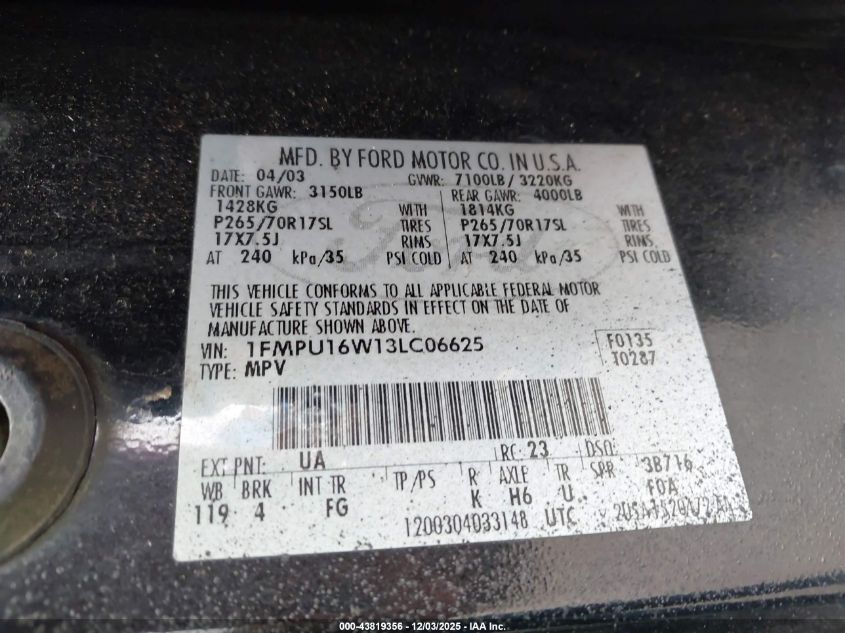 MFD. BY FORD MOTOR CO. IN U.S.A.
DATE: 04/03 GVWR: 7100LB/ 3220KG
FRONT GAWR: 3150LB REAR GAWR: 4000LB
1428KG WITH 1814KG WITH
P265/70R17SL TIRES P265/70R17SL TIRES
17X7.5J RIMS 17X7.5J RIMS
AT 240 kPa/35 PSI COLD AT 240 kPa/35 PSI COLD
Ford
THIS VEHICLE CONFORMS TO ALL APPLICABLE FEDERAL MOTOR
VEHICLE SAFETY STANDARDS IN EFFECT ON THE DATE OF
MANUFACTURE SHOWN ABOVE.
VIN: 1FMPU16W13LC06625 F0135
TYPE: MPV T0287
EXT PNT: UA RC: 23 DSO:
WB BRK INT TR TP/PS R AXLE TR SPR 3B716
119 4 FG K H6 U FOA
1200304033148 UTC
000-43819356 - 12/03/2025 - IAA Inc.